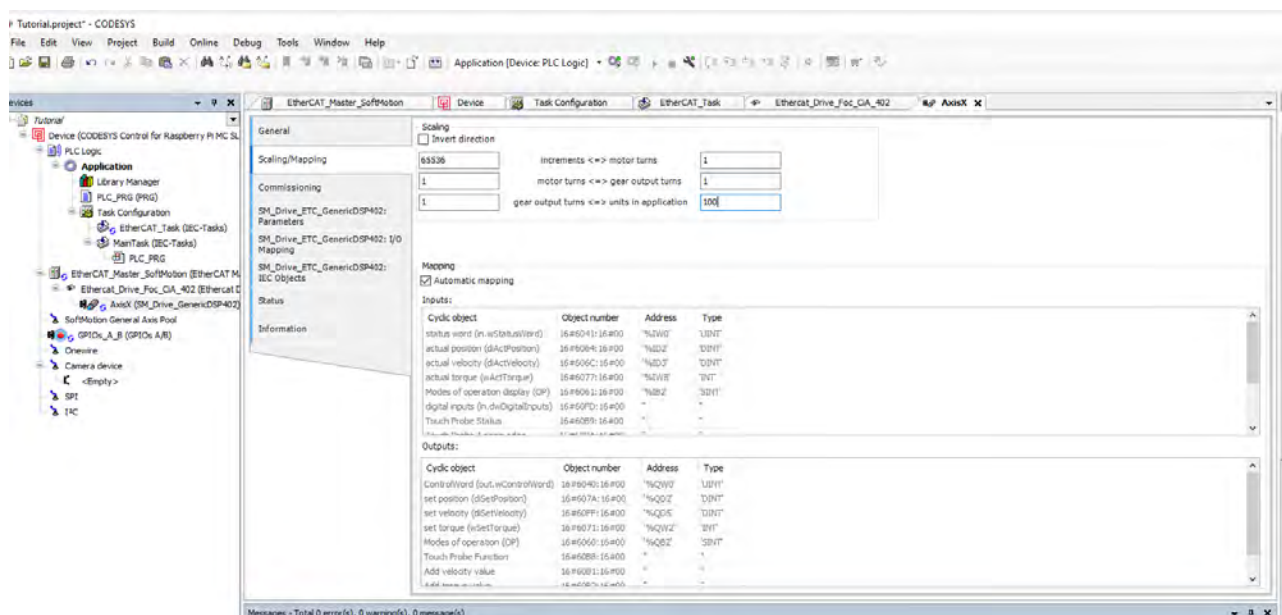 Tutorial.project* - CODESYS
File Edit View Project Build Online Debug Tools Window Help
Application [Device: PLC Logic]
EtherCAT_Master_SoftMotion Device Task Configuration EtherCAT_Task Ethercat_Drive_Foc_CiA_402 AxisX
Tutorial
Device (CODESYS Control for Raspberry Pi MC SL
PLC Logic
Application
Library Manager
PLC_PRG (PRG)
Task Configuration
EtherCAT_Task (IEC-Tasks)
MainTask (IEC-Tasks)
PLC_PRG
EtherCAT_Master_SoftMotion (EtherCAT M
Ethercat_Drive_Foc_CiA_402 (Ethercat D
AxisX (SM_Drive_GenericDSP402)
SoftMotion General Axis Pool
GPIOs_A_B (GPIOs A/B)
Onewire
Camera device
<Empty>
SPI
I²C
General
Scaling/Mapping
Commissioning
SM_Drive_ETC_GenericDSP402:
Parameters
SM_Drive_ETC_GenericDSP402: I/O
Mapping
SM_Drive_ETC_GenericDSP402:
IEC Objects
Status
Information
Scaling
Invert direction
65536 increments <=> motor turns 1
1 motor turns <=> gear output turns 1
1 gear output turns <=> units in application 100
Mapping
Automatic mapping
Inputs:
Cyclic object Object number Address Type
status word (in.wStatusWord) 16#6041:16#00 '%IW0' 'UINT'
actual position (diActPosition) 16#6064:16#00 '%ID2' 'DINT'
actual velocity (diActVelocity) 16#606C:16#00 '%ID3' 'DINT'
actual torque (wActTorque) 16#6077:16#00 '%IW8' 'INT'
Modes of operation display (OP) 16#6061:16#00 'SINT'
digital inputs (in.dwDigitalInputs) 16#60FD:16#00 '' ''
Touch Probe Status 16#60B9:16#00 '' ''
Outputs:
Cyclic object Object number Address Type
ControlWord (out.wControlWord) 16#6040:16#00 '%QW0' 'UINT'
set position (diSetPosition) 16#607A:16#00 '%QD2' 'DINT'
set velocity (diSetVelocity) 16#60FF:16#00 '%QD5' 'DINT'
set torque (wSetTorque) 16#6071:16#00 '%QW2' 'INT'
Modes of operation (OP) 16#6060:16#00 '%QB2' 'SINT'
Touch Probe Function 16#60B8:16#00 '' ''
Add velocity value 16#60B1:16#00 '' ''
Messages - Total 0 error(s), 0 warning(s), 0 message(s)